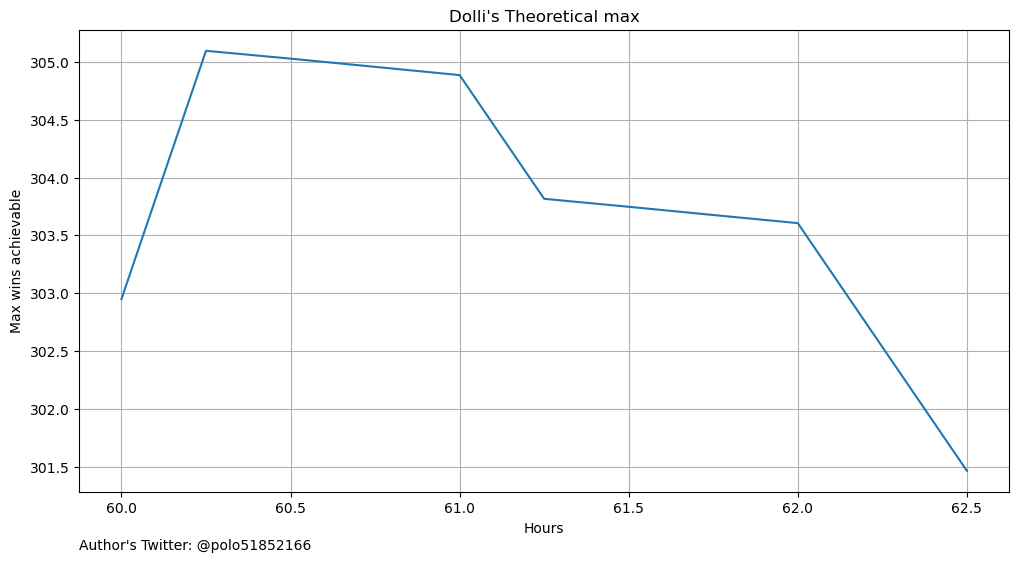 Dolli's Theoretical max
Max wins achievable
305.0
304.5
304.0
303.5
303.0
302.5
302.0
301.5
60.0 60.5 61.0 61.5 62.0 62.5
Hours
Author's Twitter: @polo51852166